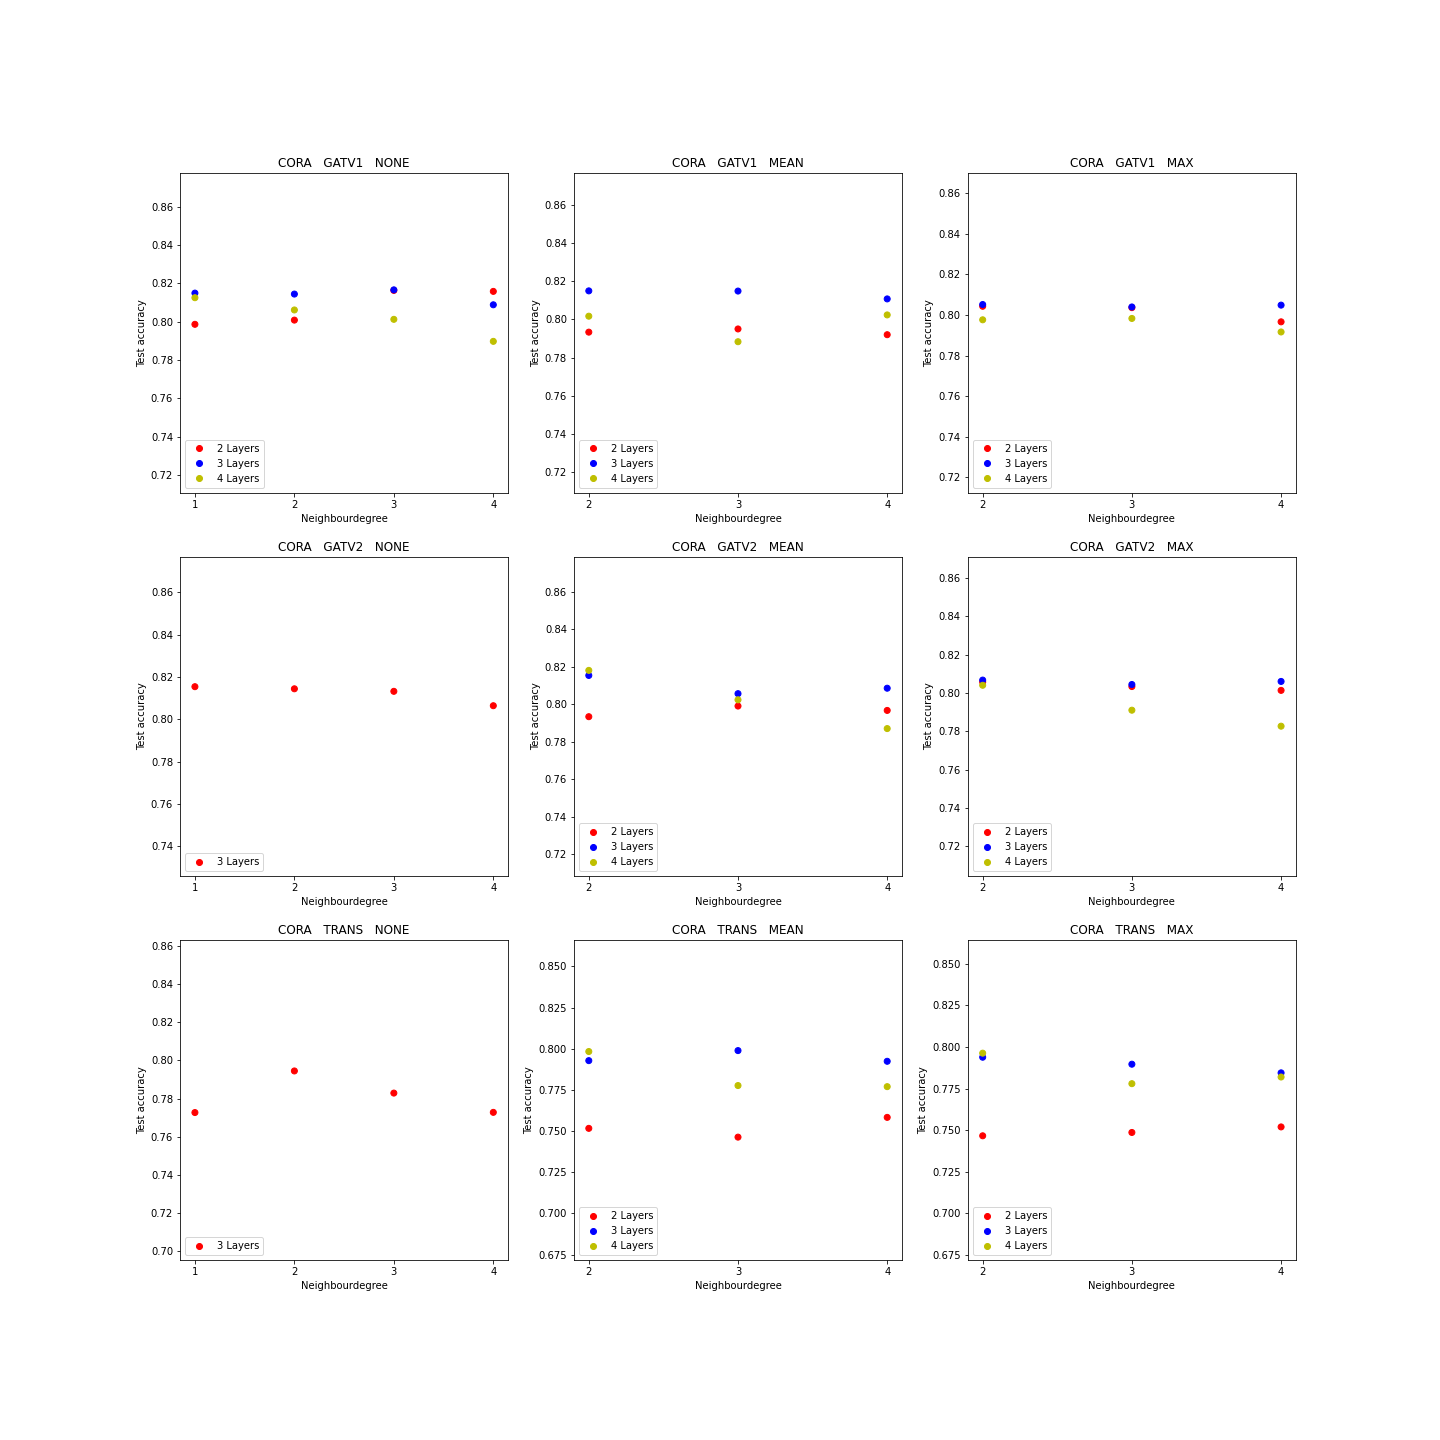 CORA GATV1 NONE
0.86
0.84
0.82
0.80
0.78
0.76
0.74
0.72
Test accuracy
2 Layers
3 Layers
4 Layers
1 2 3 4
Neighbourdegree
CORA GATV1 MEAN
0.86
0.84
0.82
0.80
0.78
0.76
0.74
0.72
Test accuracy
2 Layers
3 Layers
4 Layers
2 3 4
Neighbourdegree
CORA GATV1 MAX
0.86
0.84
0.82
0.80
0.78
0.76
0.74
0.72
Test accuracy
2 Layers
3 Layers
4 Layers
2 3 4
Neighbourdegree
CORA GATV2 NONE
0.86
0.84
0.82
0.80
0.78
0.76
0.74
Test accuracy
3 Layers
1 2 3 4
Neighbourdegree
CORA GATV2 MEAN
0.86
0.84
0.82
0.80
0.78
0.76
0.74
0.72
Test accuracy
2 Layers
3 Layers
4 Layers
2 3 4
Neighbourdegree
CORA GATV2 MAX
0.86
0.84
0.82
0.80
0.78
0.76
0.74
0.72
Test accuracy
2 Layers
3 Layers
4 Layers
2 3 4
Neighbourdegree
CORA TRANS NONE
0.86
0.84
0.82
0.80
0.78
0.76
0.74
0.72
0.70
Test accuracy
3 Layers
1 2 3 4
Neighbourdegree
CORA TRANS MEAN
0.850
0.825
0.800
0.775
0.750
0.725
0.700
0.675
Test accuracy
2 Layers
3 Layers
4 Layers
2 3 4
Neighbourdegree
CORA TRANS MAX
0.850
0.825
0.800
0.775
0.750
0.725
0.700
0.675
Test accuracy
2 Layers
3 Layers
4 Layers
2 3 4
Neighbourdegree